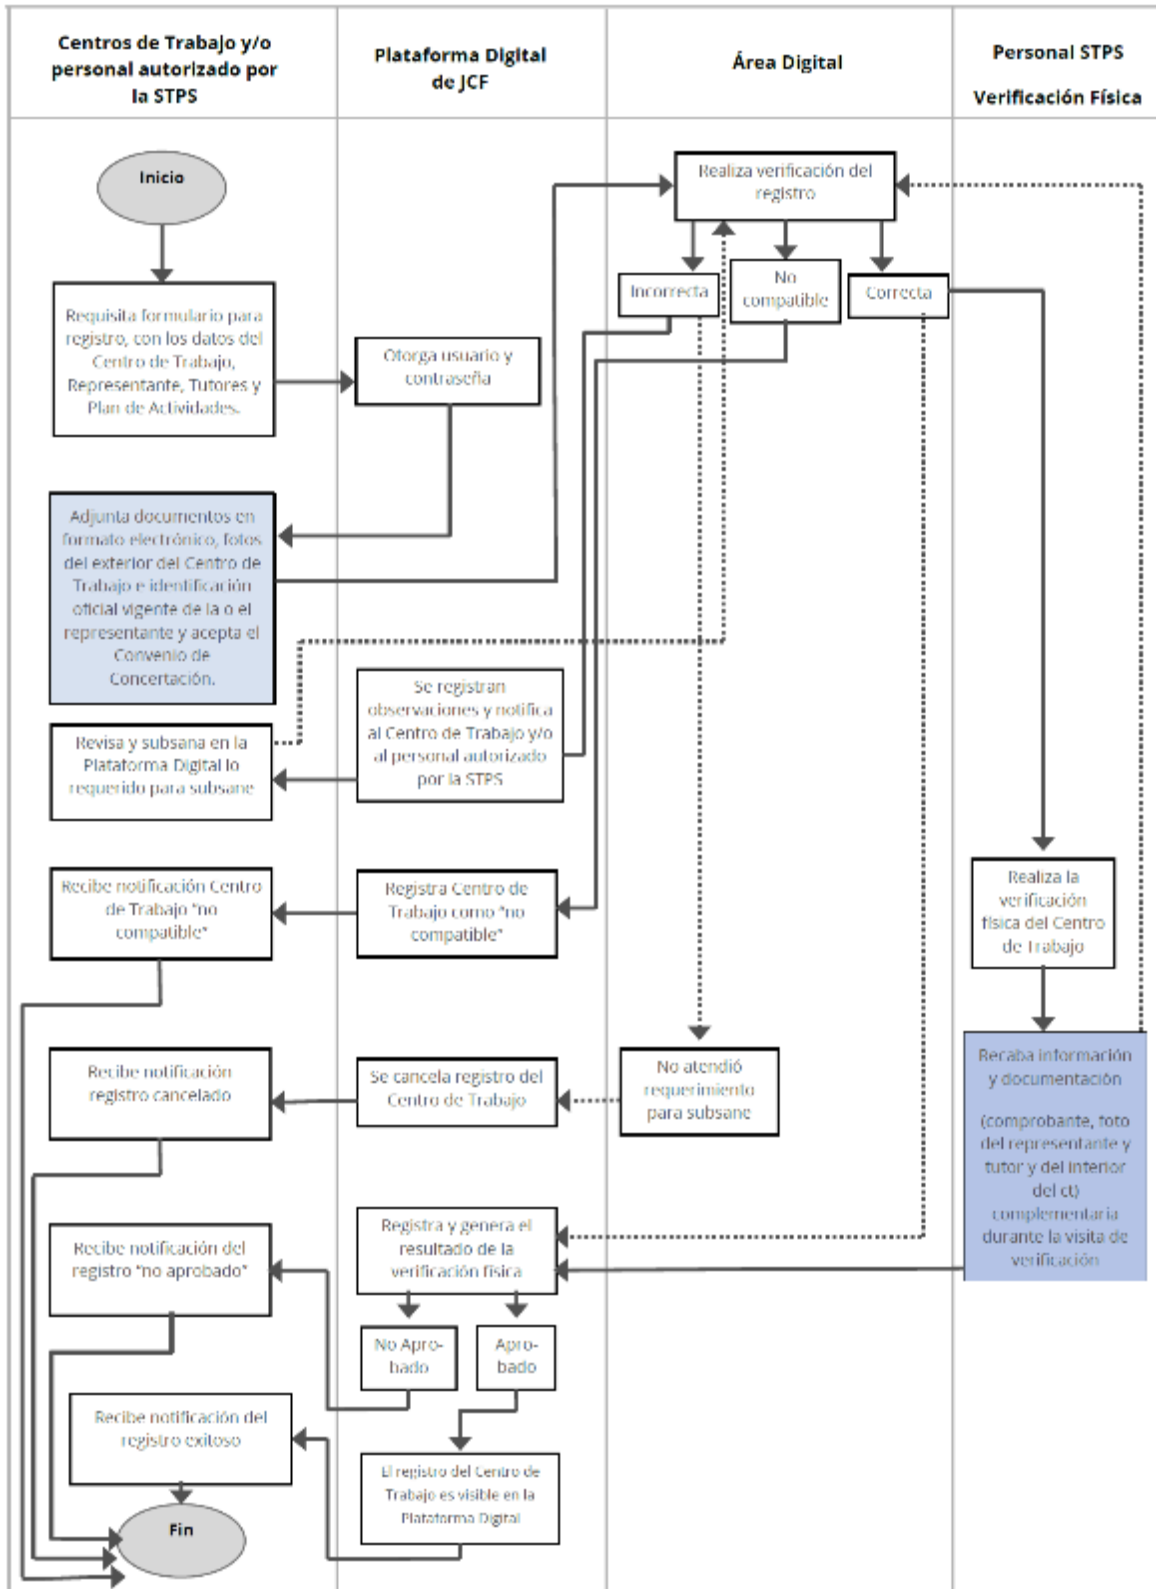 Centros de Trabajo y/o
personal autorizado por
la STPS
Plataforma Digital
de JCF
Área Digital
Personal STPS
Verificación Física
Inicio
Requisita formulario para
registro, con los datos del
Centro de Trabajo,
Representante, Tutores y
Plan de Actividades.
Otorga usuario y
contraseña
Realiza verificación del
registro
Incorrecta
No
compatible
Correcta
Adjunta documentos en
formato electrónico, fotos
del exterior del Centro de
Trabajo e identificación
oficial vigente de la o el
representante y acepta el
Convenio de
Concertación.
Se registran
observaciones y notifica
al Centro de Trabajo y/o
al personal autorizado
por la STPS
Revisa y subsana en la
Plataforma Digital lo
requerido para subsane
Recibe notificación Centro
de Trabajo "no
compatible"
Registra Centro de
Trabajo como "no
compatible"
Realiza la
verificación
física del Centro
de Trabajo
Recibe notificación
registro cancelado
Se cancela registro del
Centro de Trabajo
No atendió
requerimiento
para subsane
Recaba información
y documentación
(comprobante, foto
del representante y
tutor y del interior
del ct)
complementaria
durante la visita de
verificación
Recibe notificación del
registro "no aprobado"
Registra y genera el
resultado de la
verificación física
No Apro-
bado
Apro-
bado
Recibe notificación del
registro exitoso
El registro del Centro de
Trabajo es visible en la
Plataforma Digital
Fin